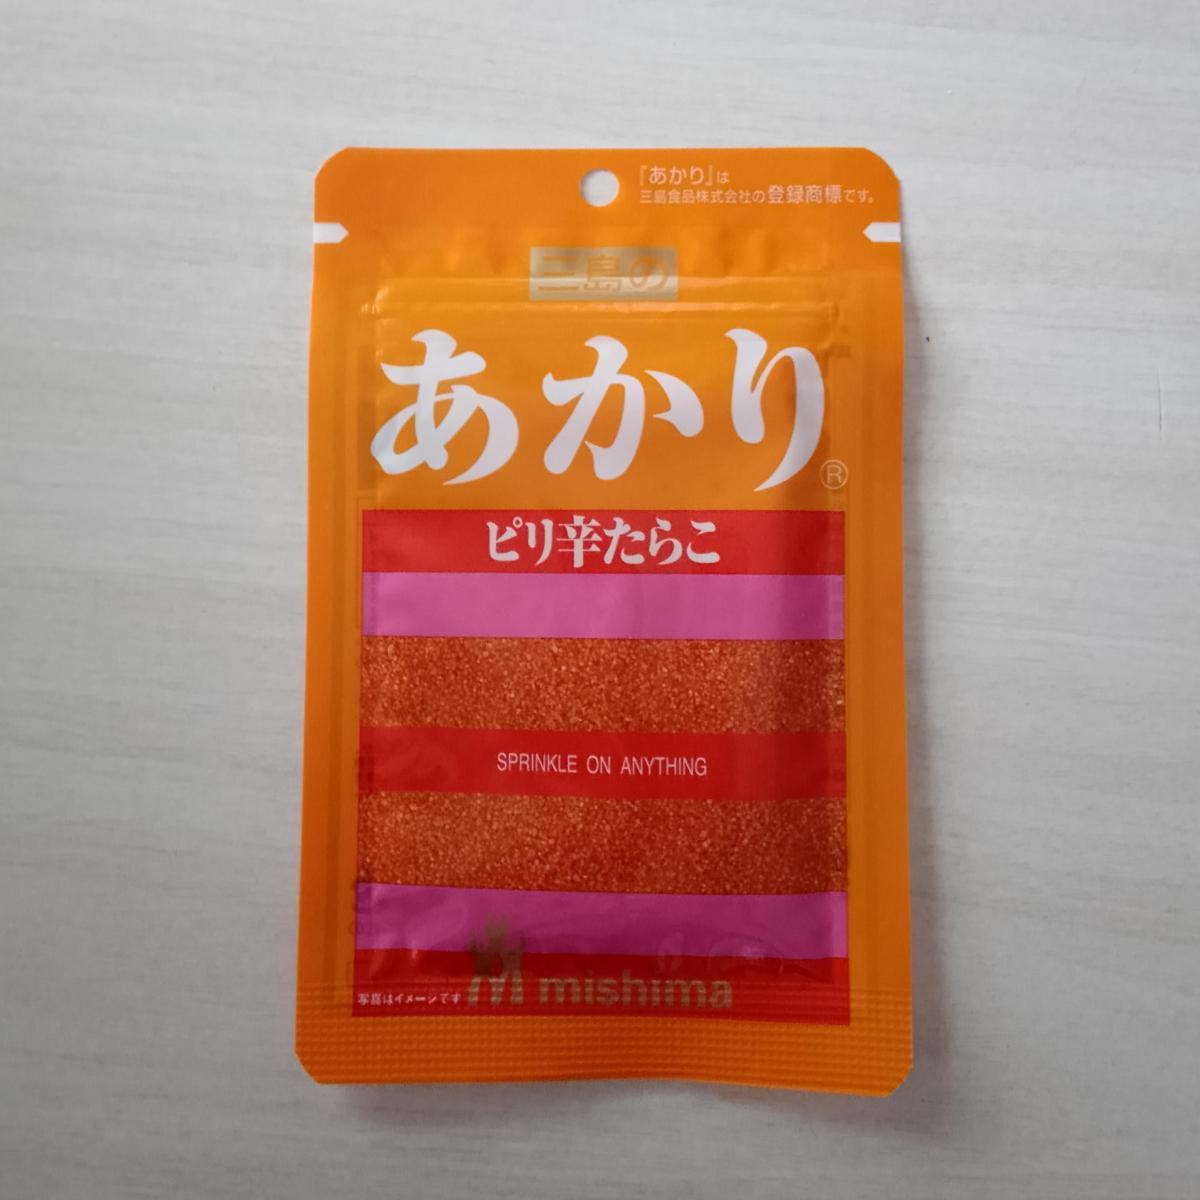 『あかり』は
三島食品株式会社の登録商標です。
三島の
あかり®
ピリ辛たらこ
SPRINKLE ON ANYTHING
写真はイメージです
mishima